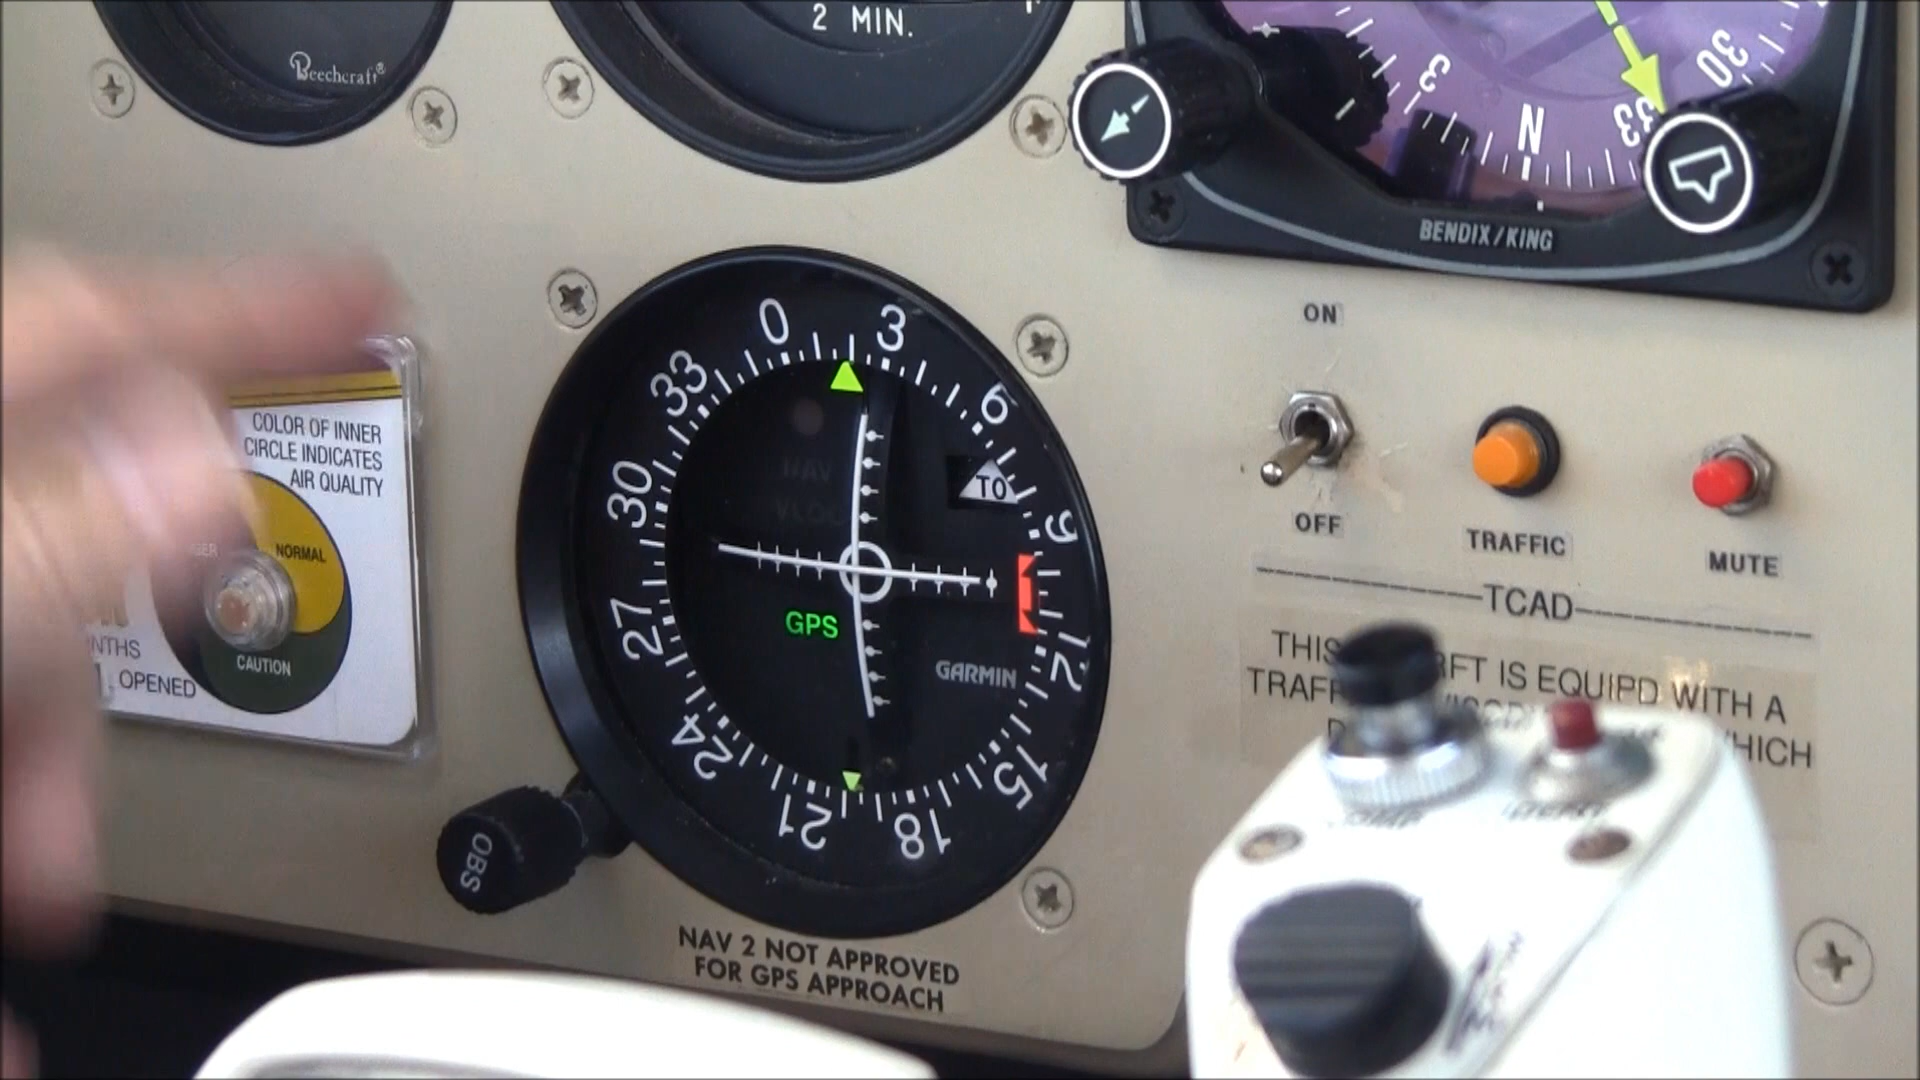 2 MIN.
Beechcraft®
3
N
33
30
BENDIX/KING
ON
OFF
TRAFFIC
MUTE
TCAD
THIS
IS EQUIPD WITH A
COLOR OF INNER
CIRCLE INDICATES
AIR QUALITY
NORMAL
CAUTION
OPENED
0
3
6
9
12
15
18
21
24
27
30
33
NAV
TO
GPS
GARMIN
OBS
NAV 2 NOT APPROVED
FOR GPS APPROACH